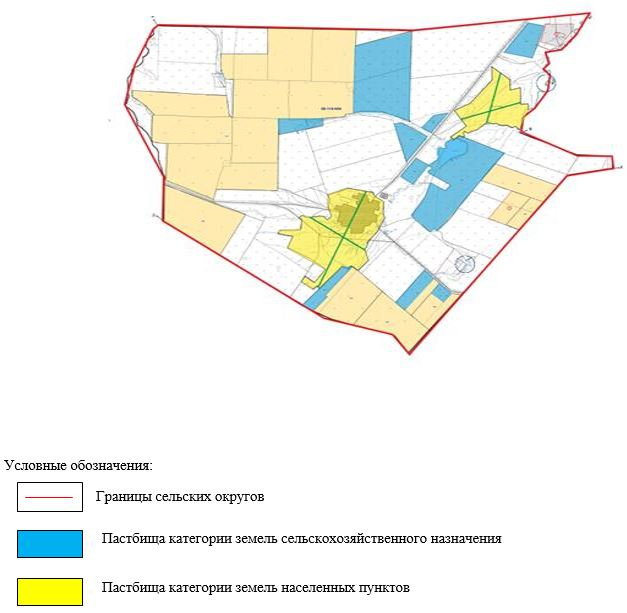 Условные обозначения:
Границы сельских округов
Пастбища категории земель сельскохозяйственного назначения
Пастбища категории земель населенных пунктов